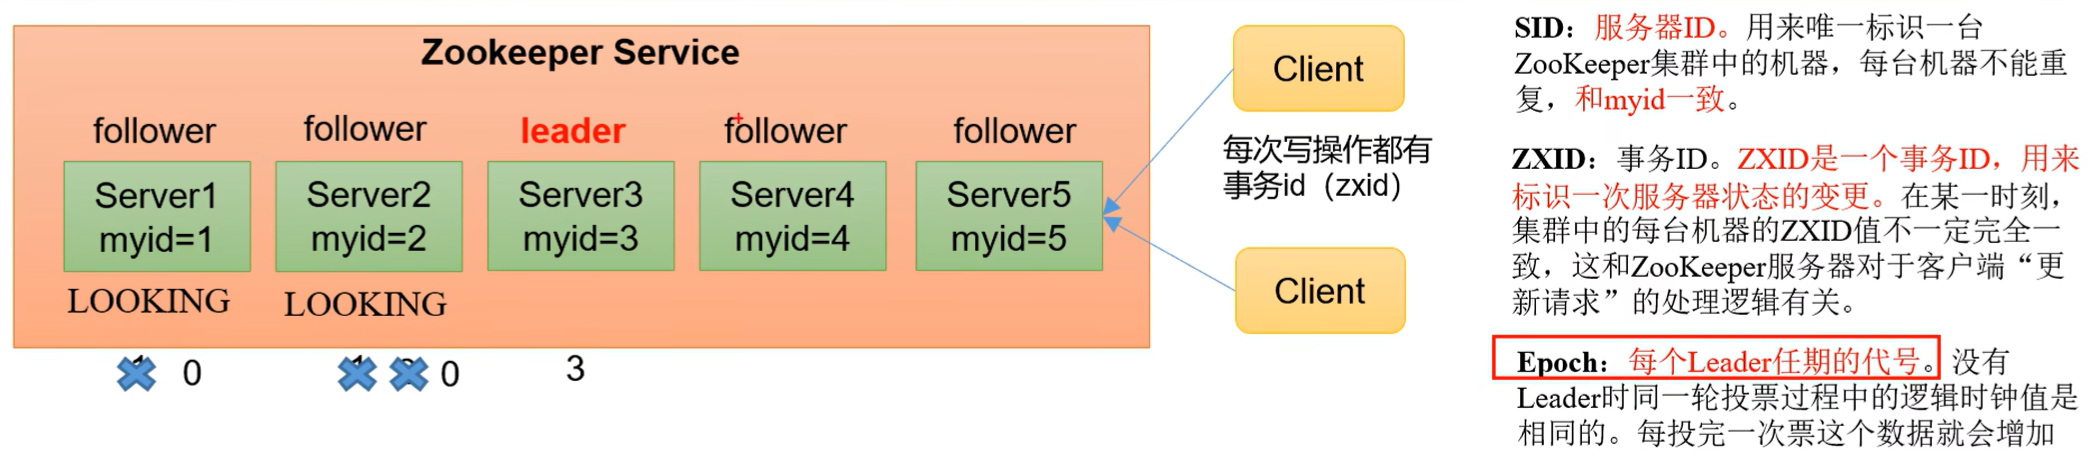 Zookeeper Service
follower
follower
leader
follower
follower
Server1
myid=1
Server2
myid=2
Server3
myid=3
Server4
myid=4
Server5
myid=5
LOOKING
LOOKING
0
0
3
Client
每次写操作都有
事务id（zxid）
Client
SID：服务器ID。用来唯一标识一台
ZooKeeper集群中的机器，每台机器不能重
复，和myid一致。
ZXID：事务ID。ZXID是一个事务ID，用来
标识一次服务器状态的变更。在某一时刻，
集群中的每台机器的ZXID值不一定完全一
致，这和ZooKeeper服务器对于客户端“更
新请求”的处理逻辑有关。
Epoch：每个Leader任期的代号。没有
Leader时同一轮投票过程中的逻辑时钟值是
相同的。每投完一次票这个数据就会增加